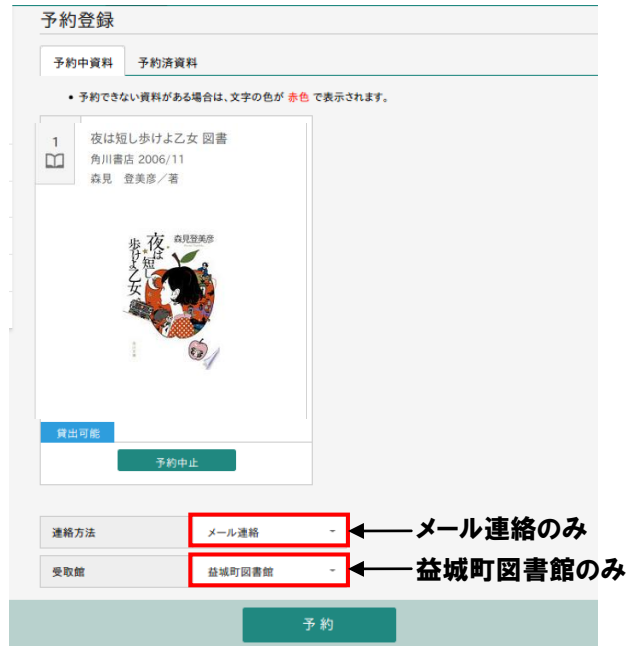 予約登録
予約中資料 予約済資料
• 予約できない資料がある場合は、文字の色が 赤色 で表示されます。
1 夜は短し歩けよ乙女 図書
角川書店 2006/11
森見 登美彦/著
森見登美彦
夜は短し
歩けよ乙女
貸出可能
予約中止
連絡方法 メール連絡 メール連絡のみ
受取館 益城町図書館 益城町図書館のみ
予約